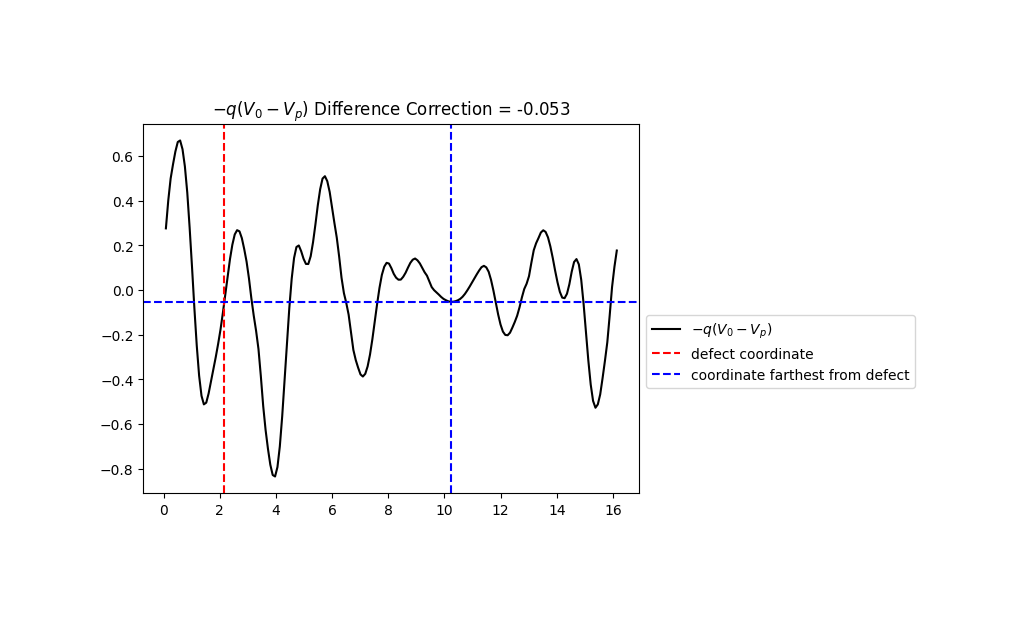 −q(V₀ − Vₚ) Difference Correction = -0.053
0.6
0.4
0.2
0.0
−0.2
−0.4
−0.6
−0.8
0 2 4 6 8 10 12 14 16
−q(V₀ − Vₚ)
defect coordinate
coordinate farthest from defect